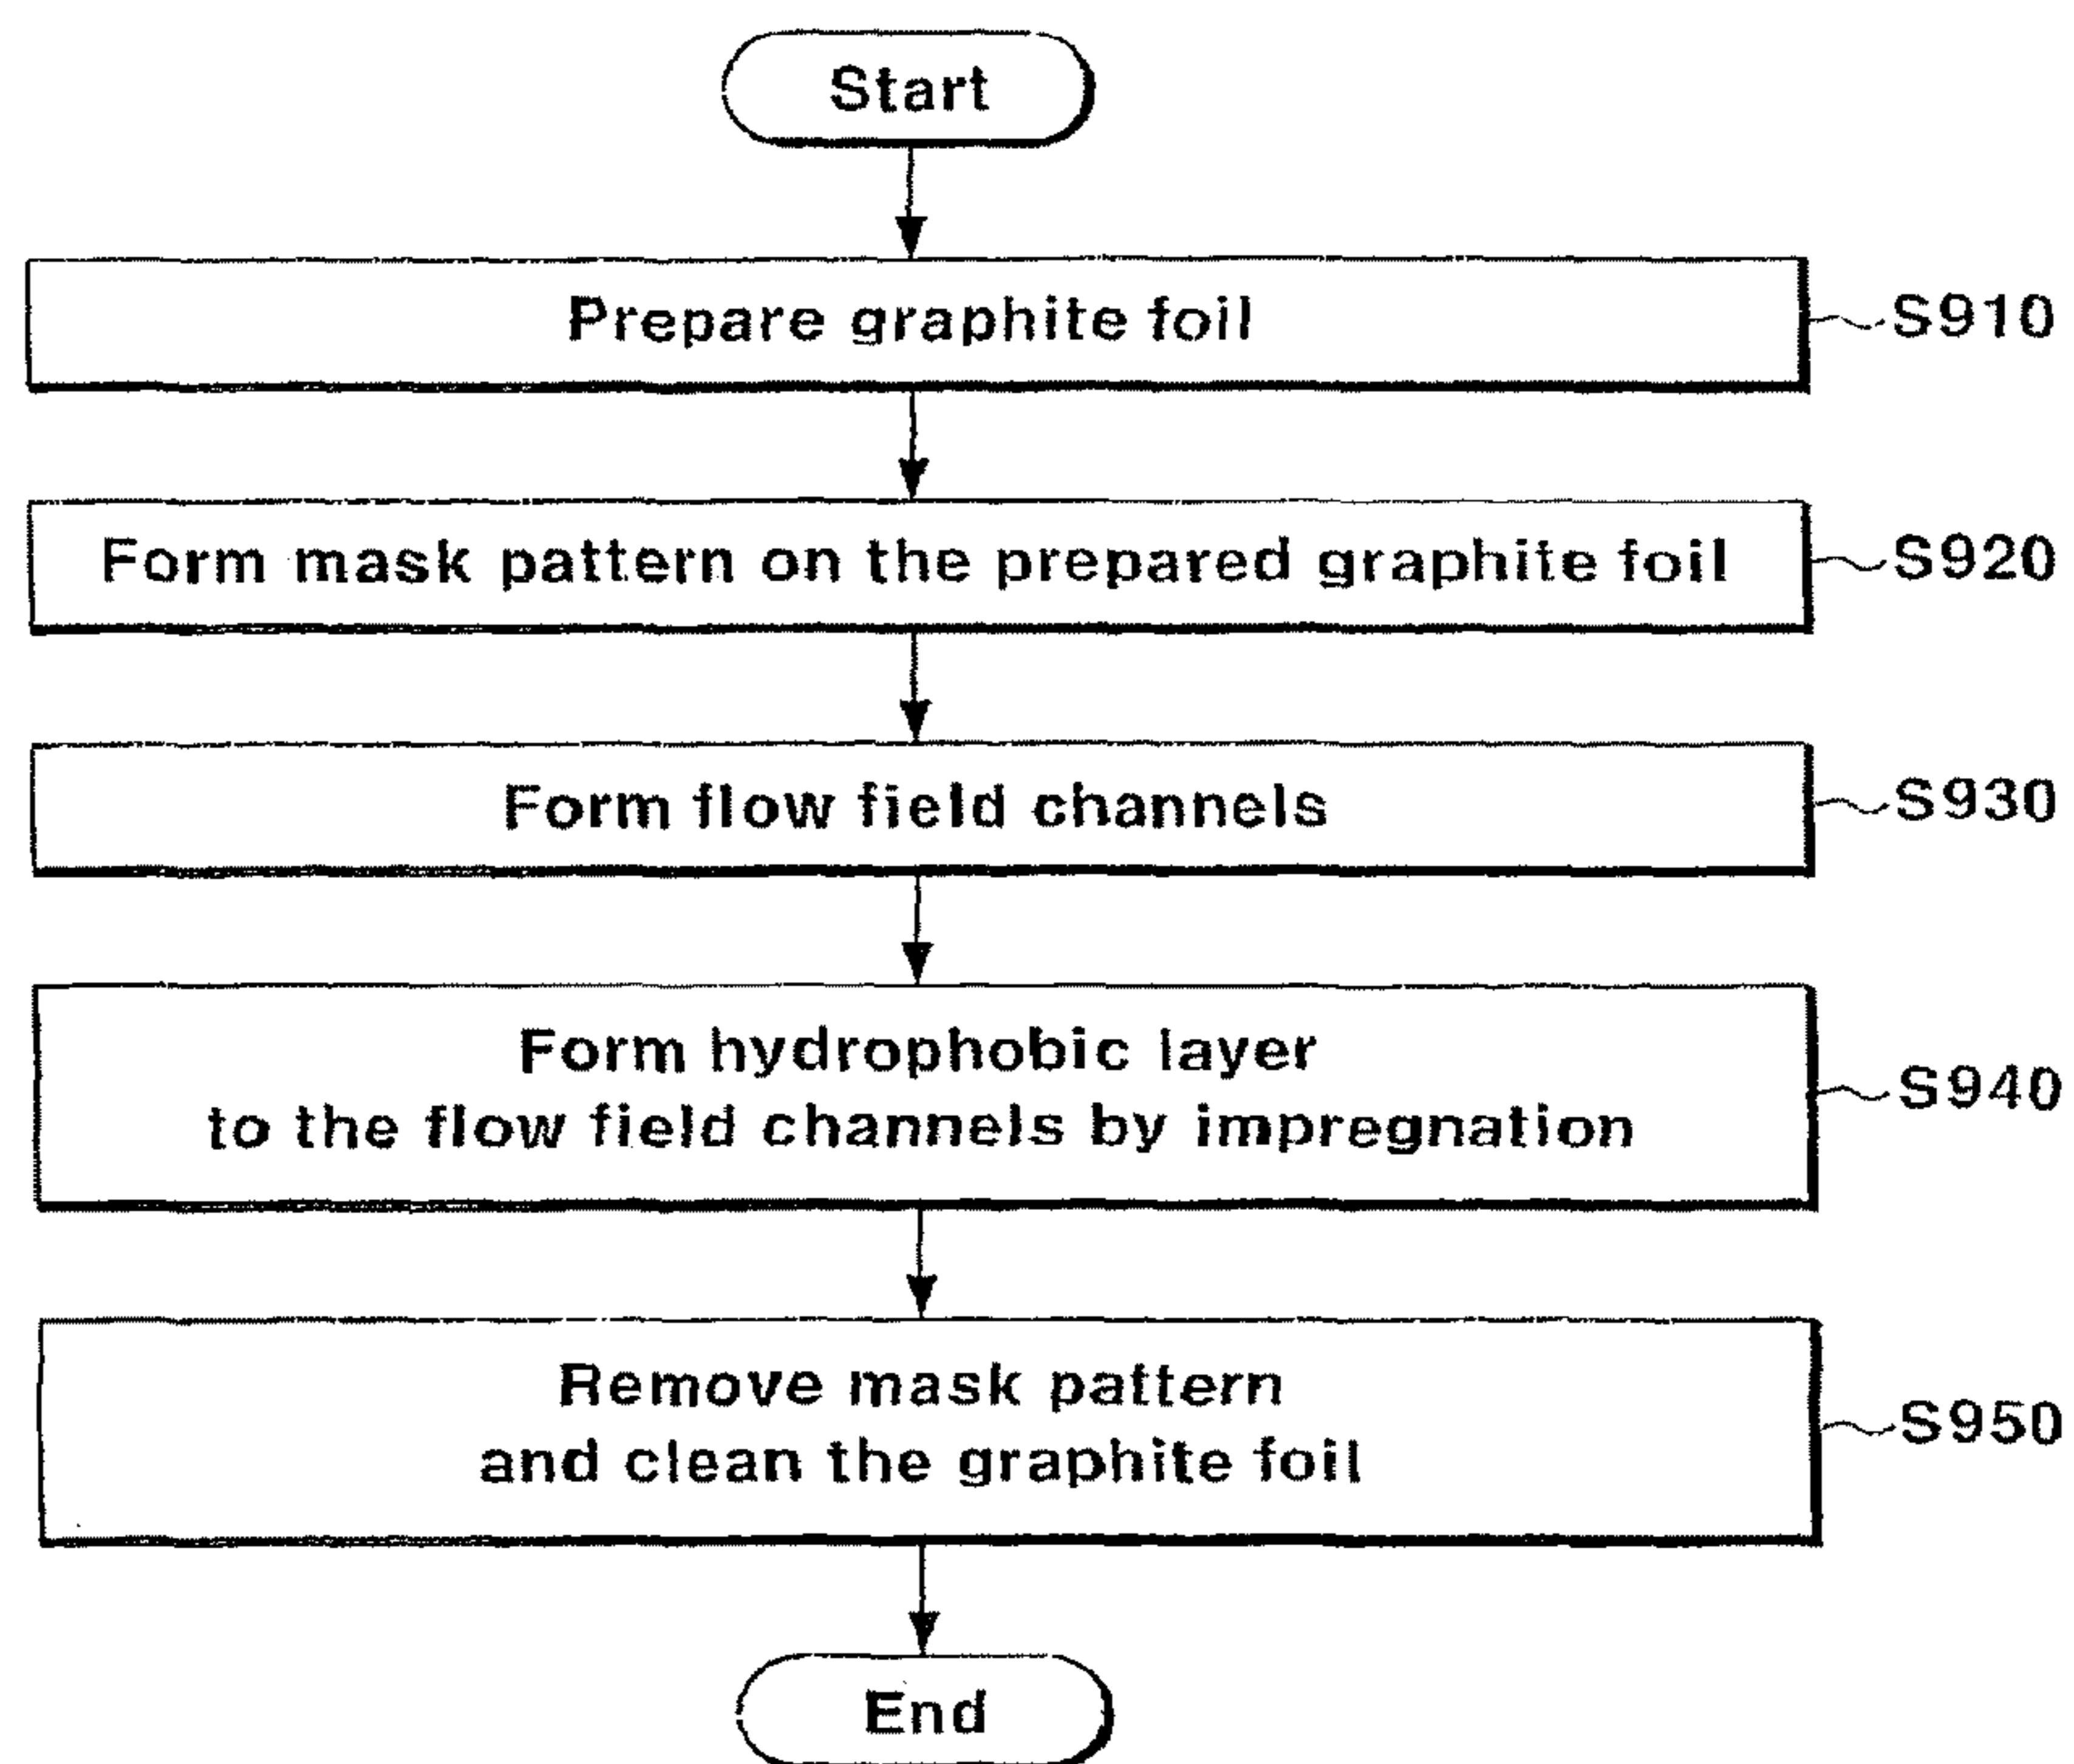 Start
Prepare graphite foil
S910
Form mask pattern on the prepared graphite foil
S920
Form flow field channels
S930
Form hydrophobic layer
to the flow field channels by impregnation
S940
Remove mask pattern
and clean the graphite foil
S950
End